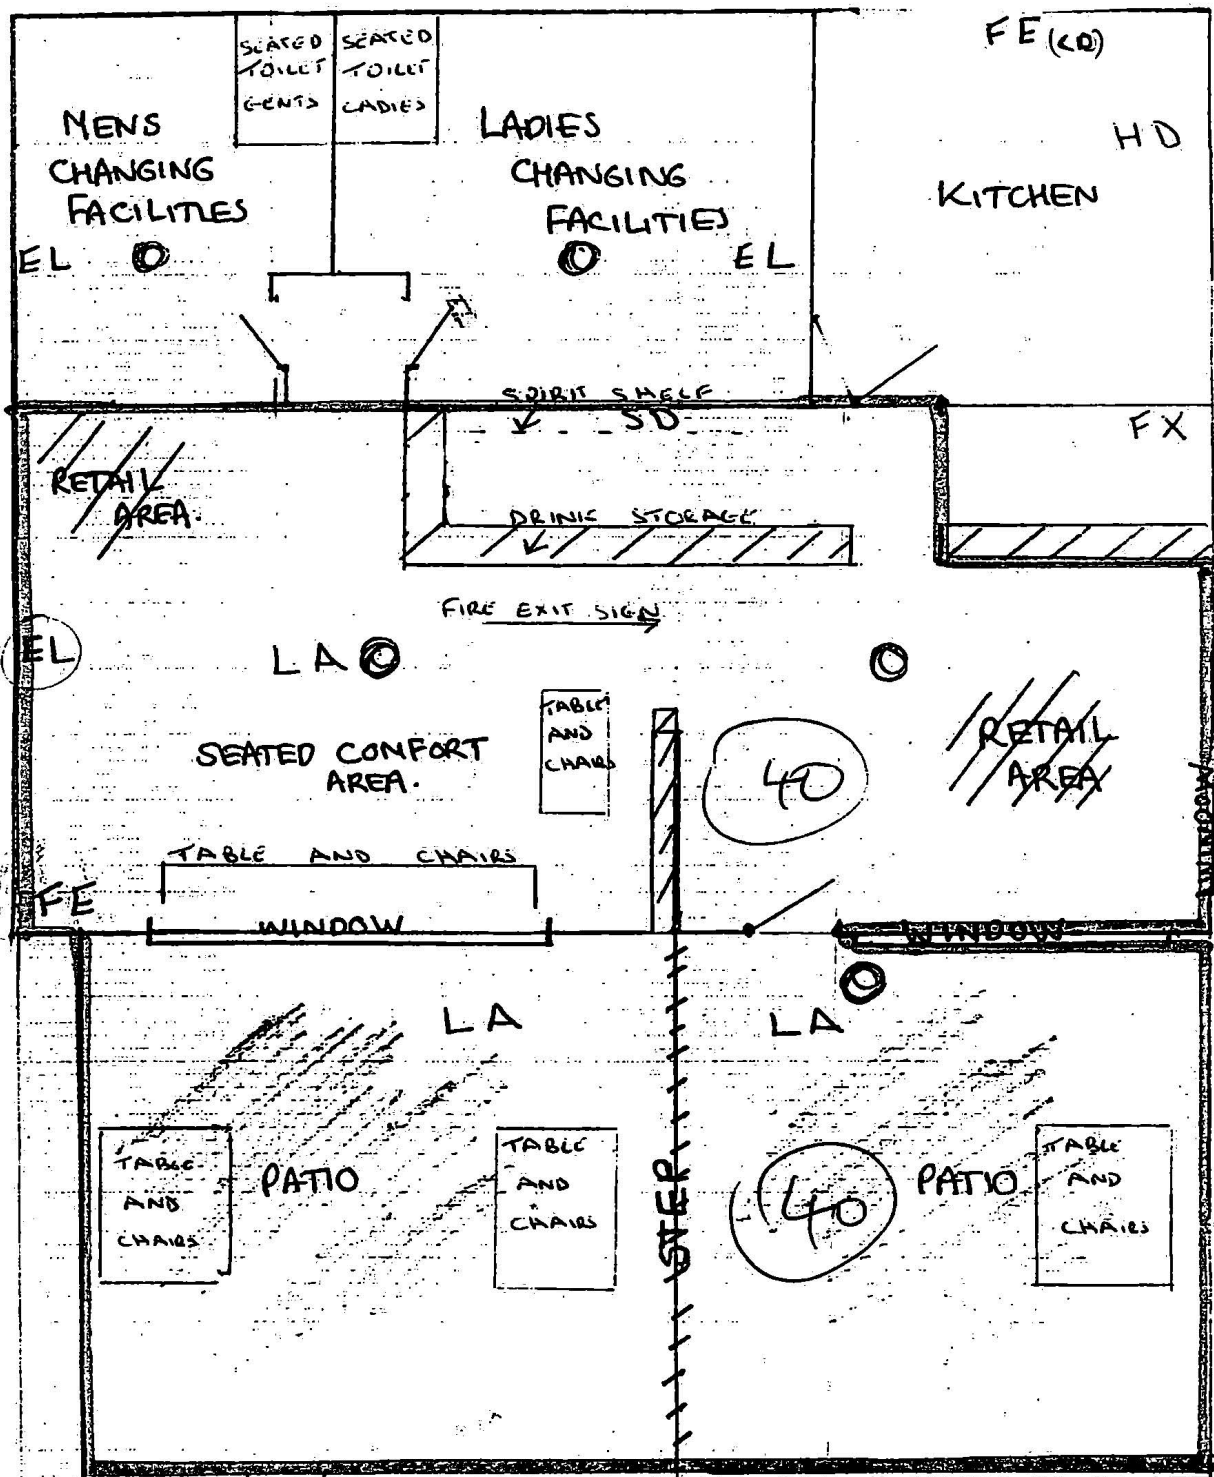 SEATED
TOILET
GENTS
SEATED
TOILET
LADIES
FE
MENS
CHANGING
FACILITIES
LADIES
CHANGING
FACILITIES
HD
KITCHEN
EL
EL
SPIRIT SHELF
SD
FX
RETAIL
AREA.
DRINK STORAGE
FIRE EXIT SIGN
EL
LA
TABLE
AND
CHAIRS
SEATED COMFORT
AREA.
40
RETAIL
AREA
WINDOW
TABLE AND CHAIRS
FE
WINDOW
WINDOW
LA
LA
TABLE
AND
CHAIRS
PATIO
TABLE
AND
CHAIRS
STEP
40
PATIO
TABLE
AND
CHAIRS